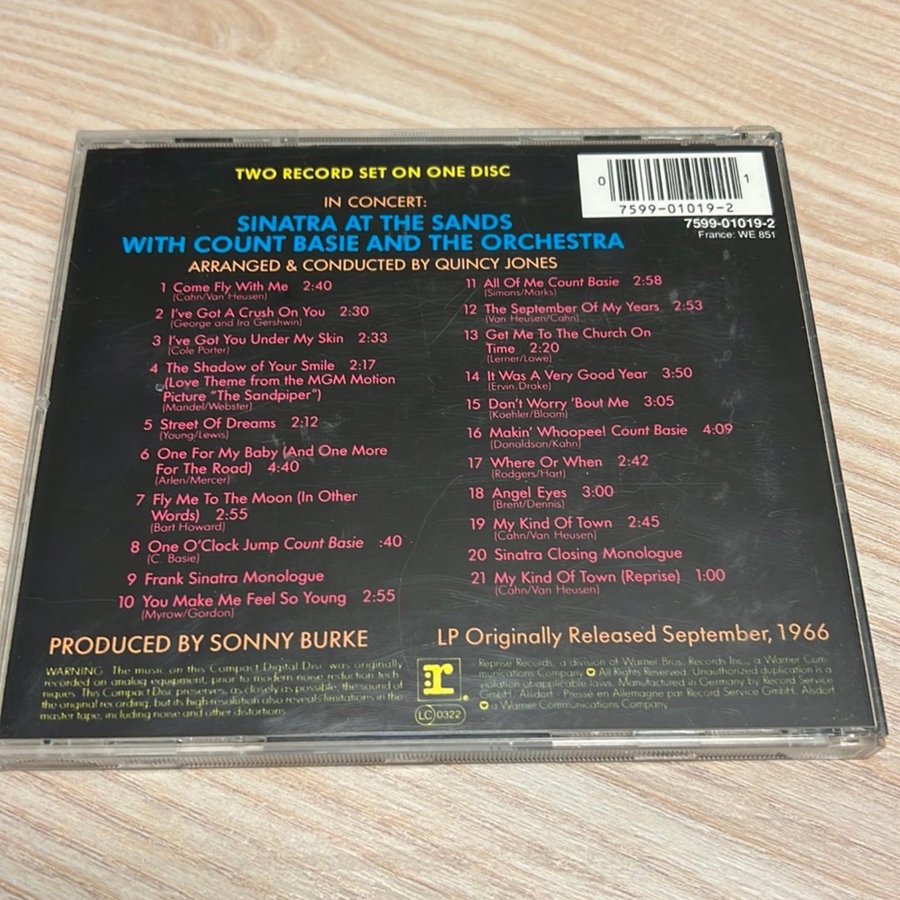 TWO RECORD SET ON ONE DISC
0
1
7599-01019-2
7599-01019-2
France: WE 851
IN CONCERT:
SINATRA AT THE SANDS
WITH COUNT BASIE AND THE ORCHESTRA
ARRANGED & CONDUCTED BY QUINCY JONES
1 Come Fly With Me 2:40
(Cahn/Van Heusen)
2 I've Got A Crush On You 2:30
(George and Ira Gershwin)
3 I've Got You Under My Skin 2:33
(Cole Porter)
4 The Shadow of Your Smile 2:17
(Love Theme from the MGM Motion
Picture "The Sandpiper")
(Mandel/Webster)
5 Street Of Dreams 2:12
(Young/Lewis)
6 One For My Baby (And One More
For The Road) 4:40
(Arlen/Mercer)
7 Fly Me To The Moon (In Other
Words) 2:55
(Bart Howard)
8 One O'Clock Jump Count Basie :40
(C. Basie)
9 Frank Sinatra Monologue
10 You Make Me Feel So Young 2:55
(Myrow/Gordon)
11 All Of Me Count Basie 2:58
(Simons/Marks)
12 The September Of My Years 2:53
(Van Heusen/Cahn)
13 Get Me To The Church On
Time 2:20
(Lerner/Lowe)
14 It Was A Very Good Year 3:50
(Ervin Drake)
15 Don't Worry 'Bout Me 3:05
(Koehler/Bloom)
16 Makin' Whoopee! Count Basie 4:09
(Donaldson/Kahn)
17 Where Or When 2:42
(Rodgers/Hart)
18 Angel Eyes 3:00
(Brent/Dennis)
19 My Kind Of Town 2:45
(Cahn/Van Heusen)
20 Sinatra Closing Monologue
21 My Kind Of Town (Reprise) 1:00
(Cahn/Van Heusen)
PRODUCED BY SONNY BURKE
LP Originally Released September, 1966
WARNING: The music on this Compact Digital Disc was originally
recorded on analog equipment, prior to modern noise reduction tech-
niques. This Compact Disc preserves, as closely as possible, the sound of
the original recording, but its high resolution also reveals limitations in the
master tape, including noise and other distortions.
r:
LC 0322
Reprise Records, a division of Warner Bros. Records Inc., a Warner Com-
munications Company. All Rights Reserved. Unauthorized duplication is a
violation of applicable laws. Manufactured in Germany by Record Service
GmbH, Alsdorf - Pressé en Allemagne par Record Service GmbH, Alsdorf
a Warner Communications Company